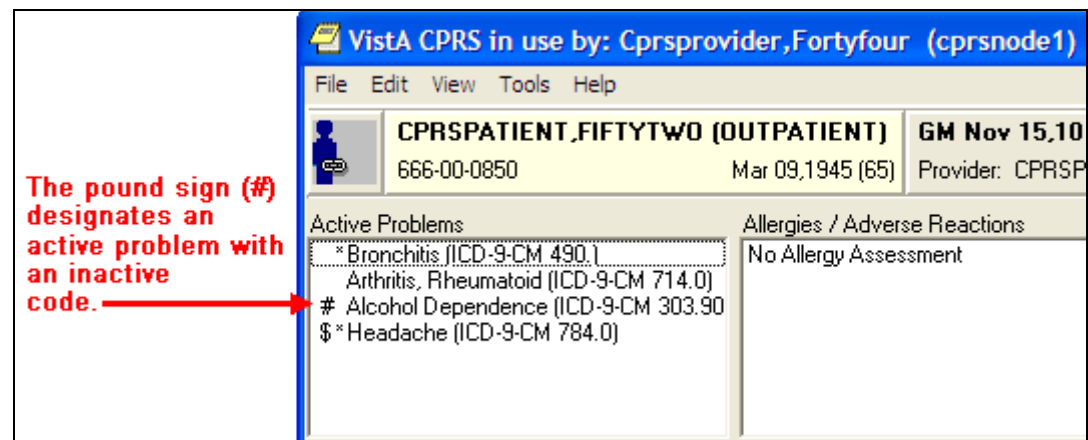 VistA CPRS in use by: Cprsprovider,Fortyfour (cprsnode1)
File Edit View Tools Help
CPRSPATIENT,FIFTYTWO (OUTPATIENT)
666-00-0850 Mar 09,1945 (65)
GM Nov 15,10
Provider: CPRSP
The pound sign (#)
designates an
active problem with
an inactive
code.
Active Problems
* Bronchitis (ICD-9-CM 490.)
Arthritis, Rheumatoid (ICD-9-CM 714.0)
# Alcohol Dependence (ICD-9-CM 303.90
$ * Headache (ICD-9-CM 784.0)
Allergies / Adverse Reactions
No Allergy Assessment